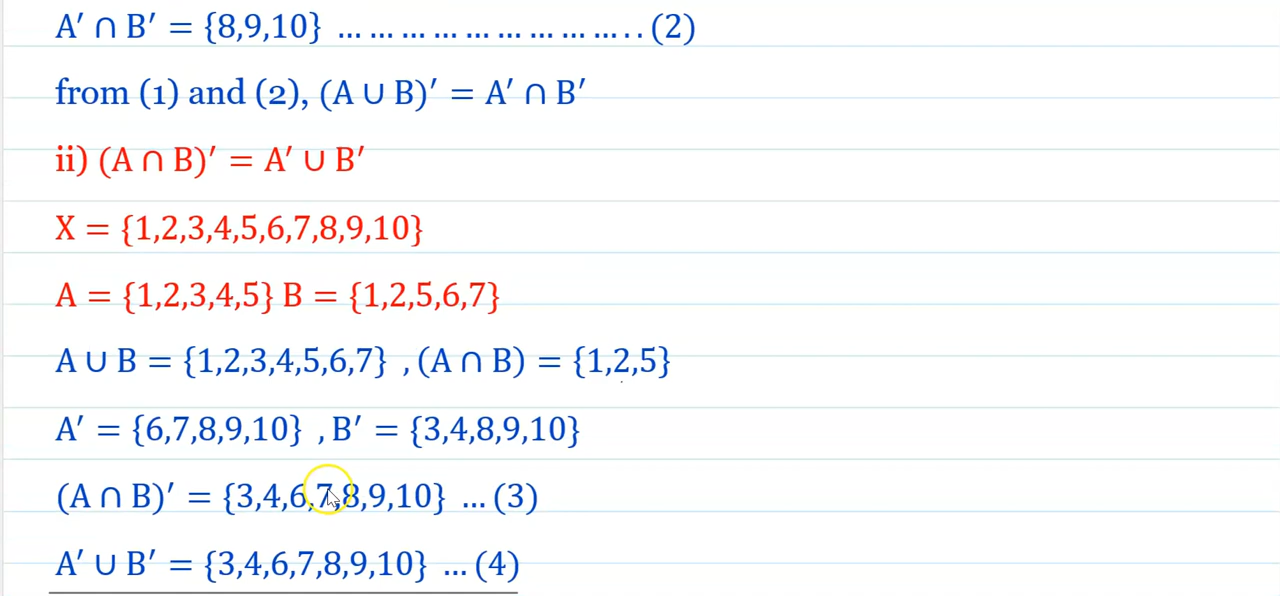 A′ ∩ B′ = {8,9,10} … … … … … … … … … . . (2)
from (1) and (2), (A ∪ B)′ = A′ ∩ B′
ii) (A ∩ B)′ = A′ ∪ B′
X = {1,2,3,4,5,6,7,8,9,10}
A = {1,2,3,4,5} B = {1,2,5,6,7}
A ∪ B = {1,2,3,4,5,6,7} , (A ∩ B) = {1,2,5}
A′ = {6,7,8,9,10} , B′ = {3,4,8,9,10}
(A ∩ B)′ = {3,4,6,7,8,9,10} … (3)
A′ ∪ B′ = {3,4,6,7,8,9,10} … (4)